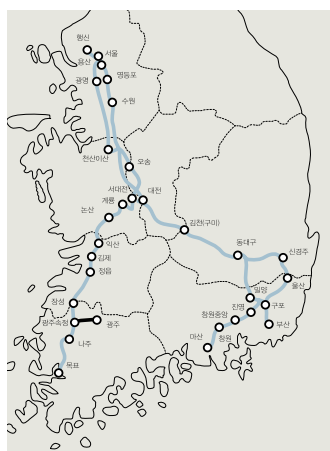 행신
서울
용산
영등포
광명
수원
천산미산
오송
서대전
대전
계룡
논산
김천(구미)
익산
동대구
신경주
김제
정읍
울산
밀양
장성
진영
구포
창원중앙
광주속정
광주
부산
마산
창원
나주
목포